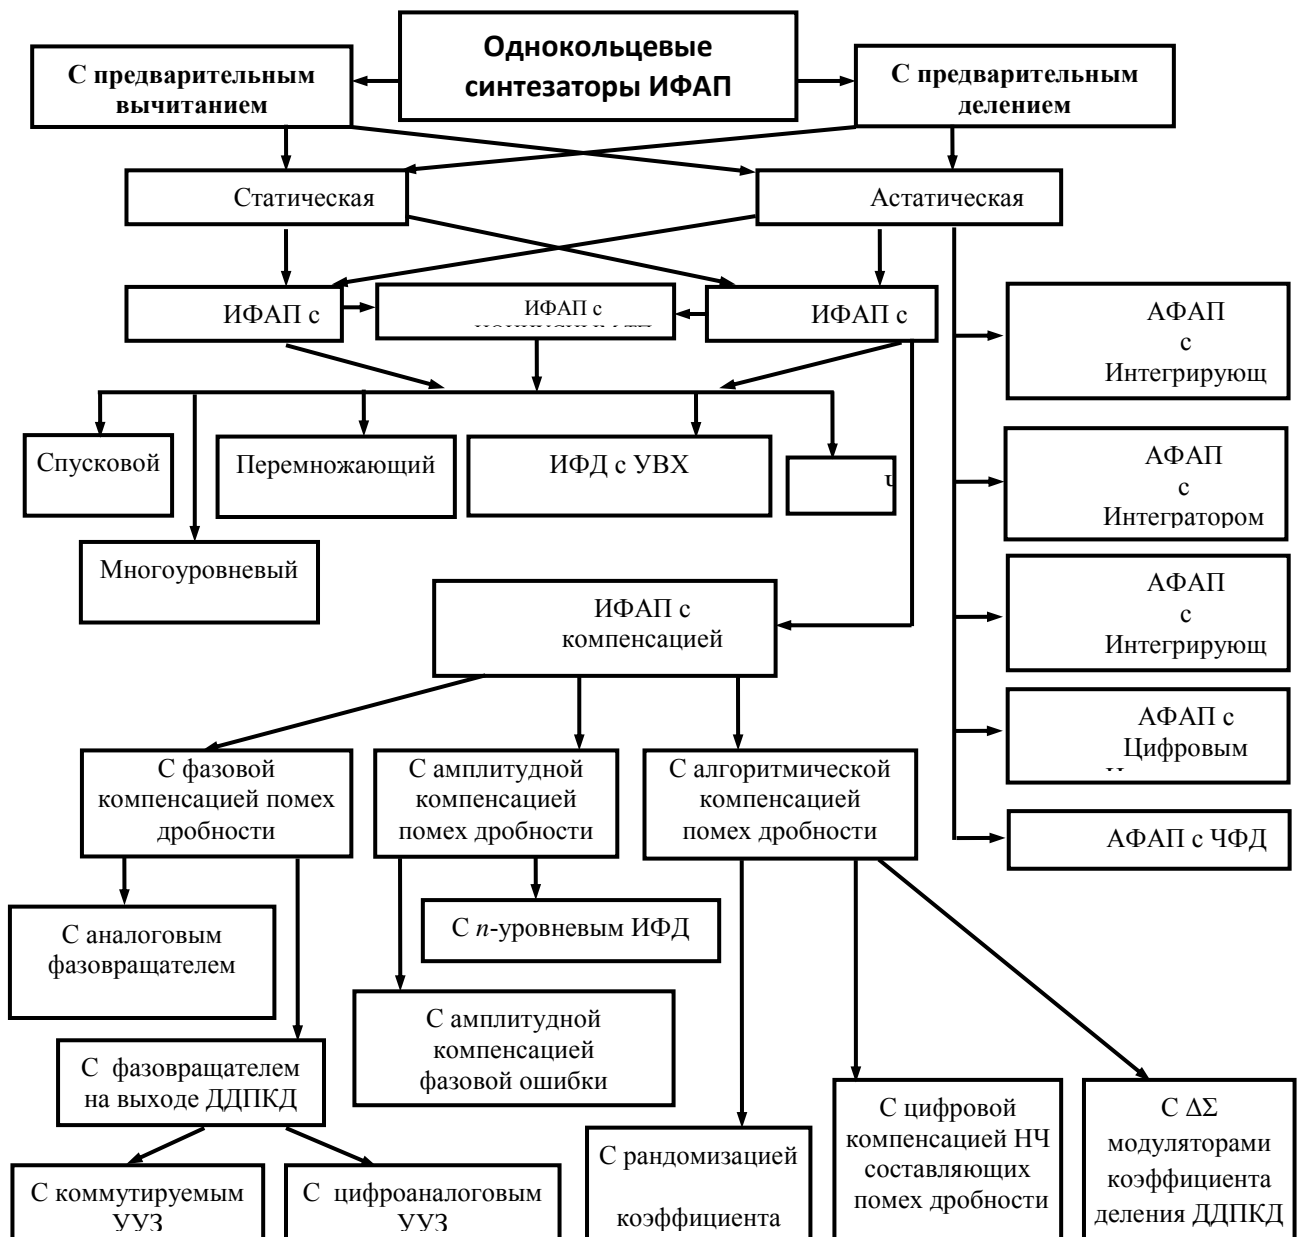 Однокольцевые
синтезаторы ИФАП
С предварительным
вычитанием
С предварительным
делением
Статическая
Астатическая
ИФАП с
ИФАП с
ИФАП с
АФАП
с
Интегрирующ
Спусковой
Перемножающий
ИФД с УВХ
АФАП
с
Интегратором
Многоуровневый
ИФАП с
компенсацией
АФАП
с
Интегрирующ
АФАП с
Цифровым
С фазовой
компенсацией помех
дробности
С амплитудной
компенсацией
помех дробности
С алгоритмической
компенсацией
помех дробности
АФАП с ЧФД
С аналоговым
фазовращателем
С n-уровневым ИФД
С амплитудной
компенсацией
фазовой ошибки
С фазовращателем
на выходе ДДПКД
С коммутируемым
УУЗ
С цифроаналоговым
УУЗ
С рандомизацией
коэффициента
С цифровой
компенсацией НЧ
составляющих
помех дробности
С ΔΣ
модуляторами
коэффициента
деления ДДПКД